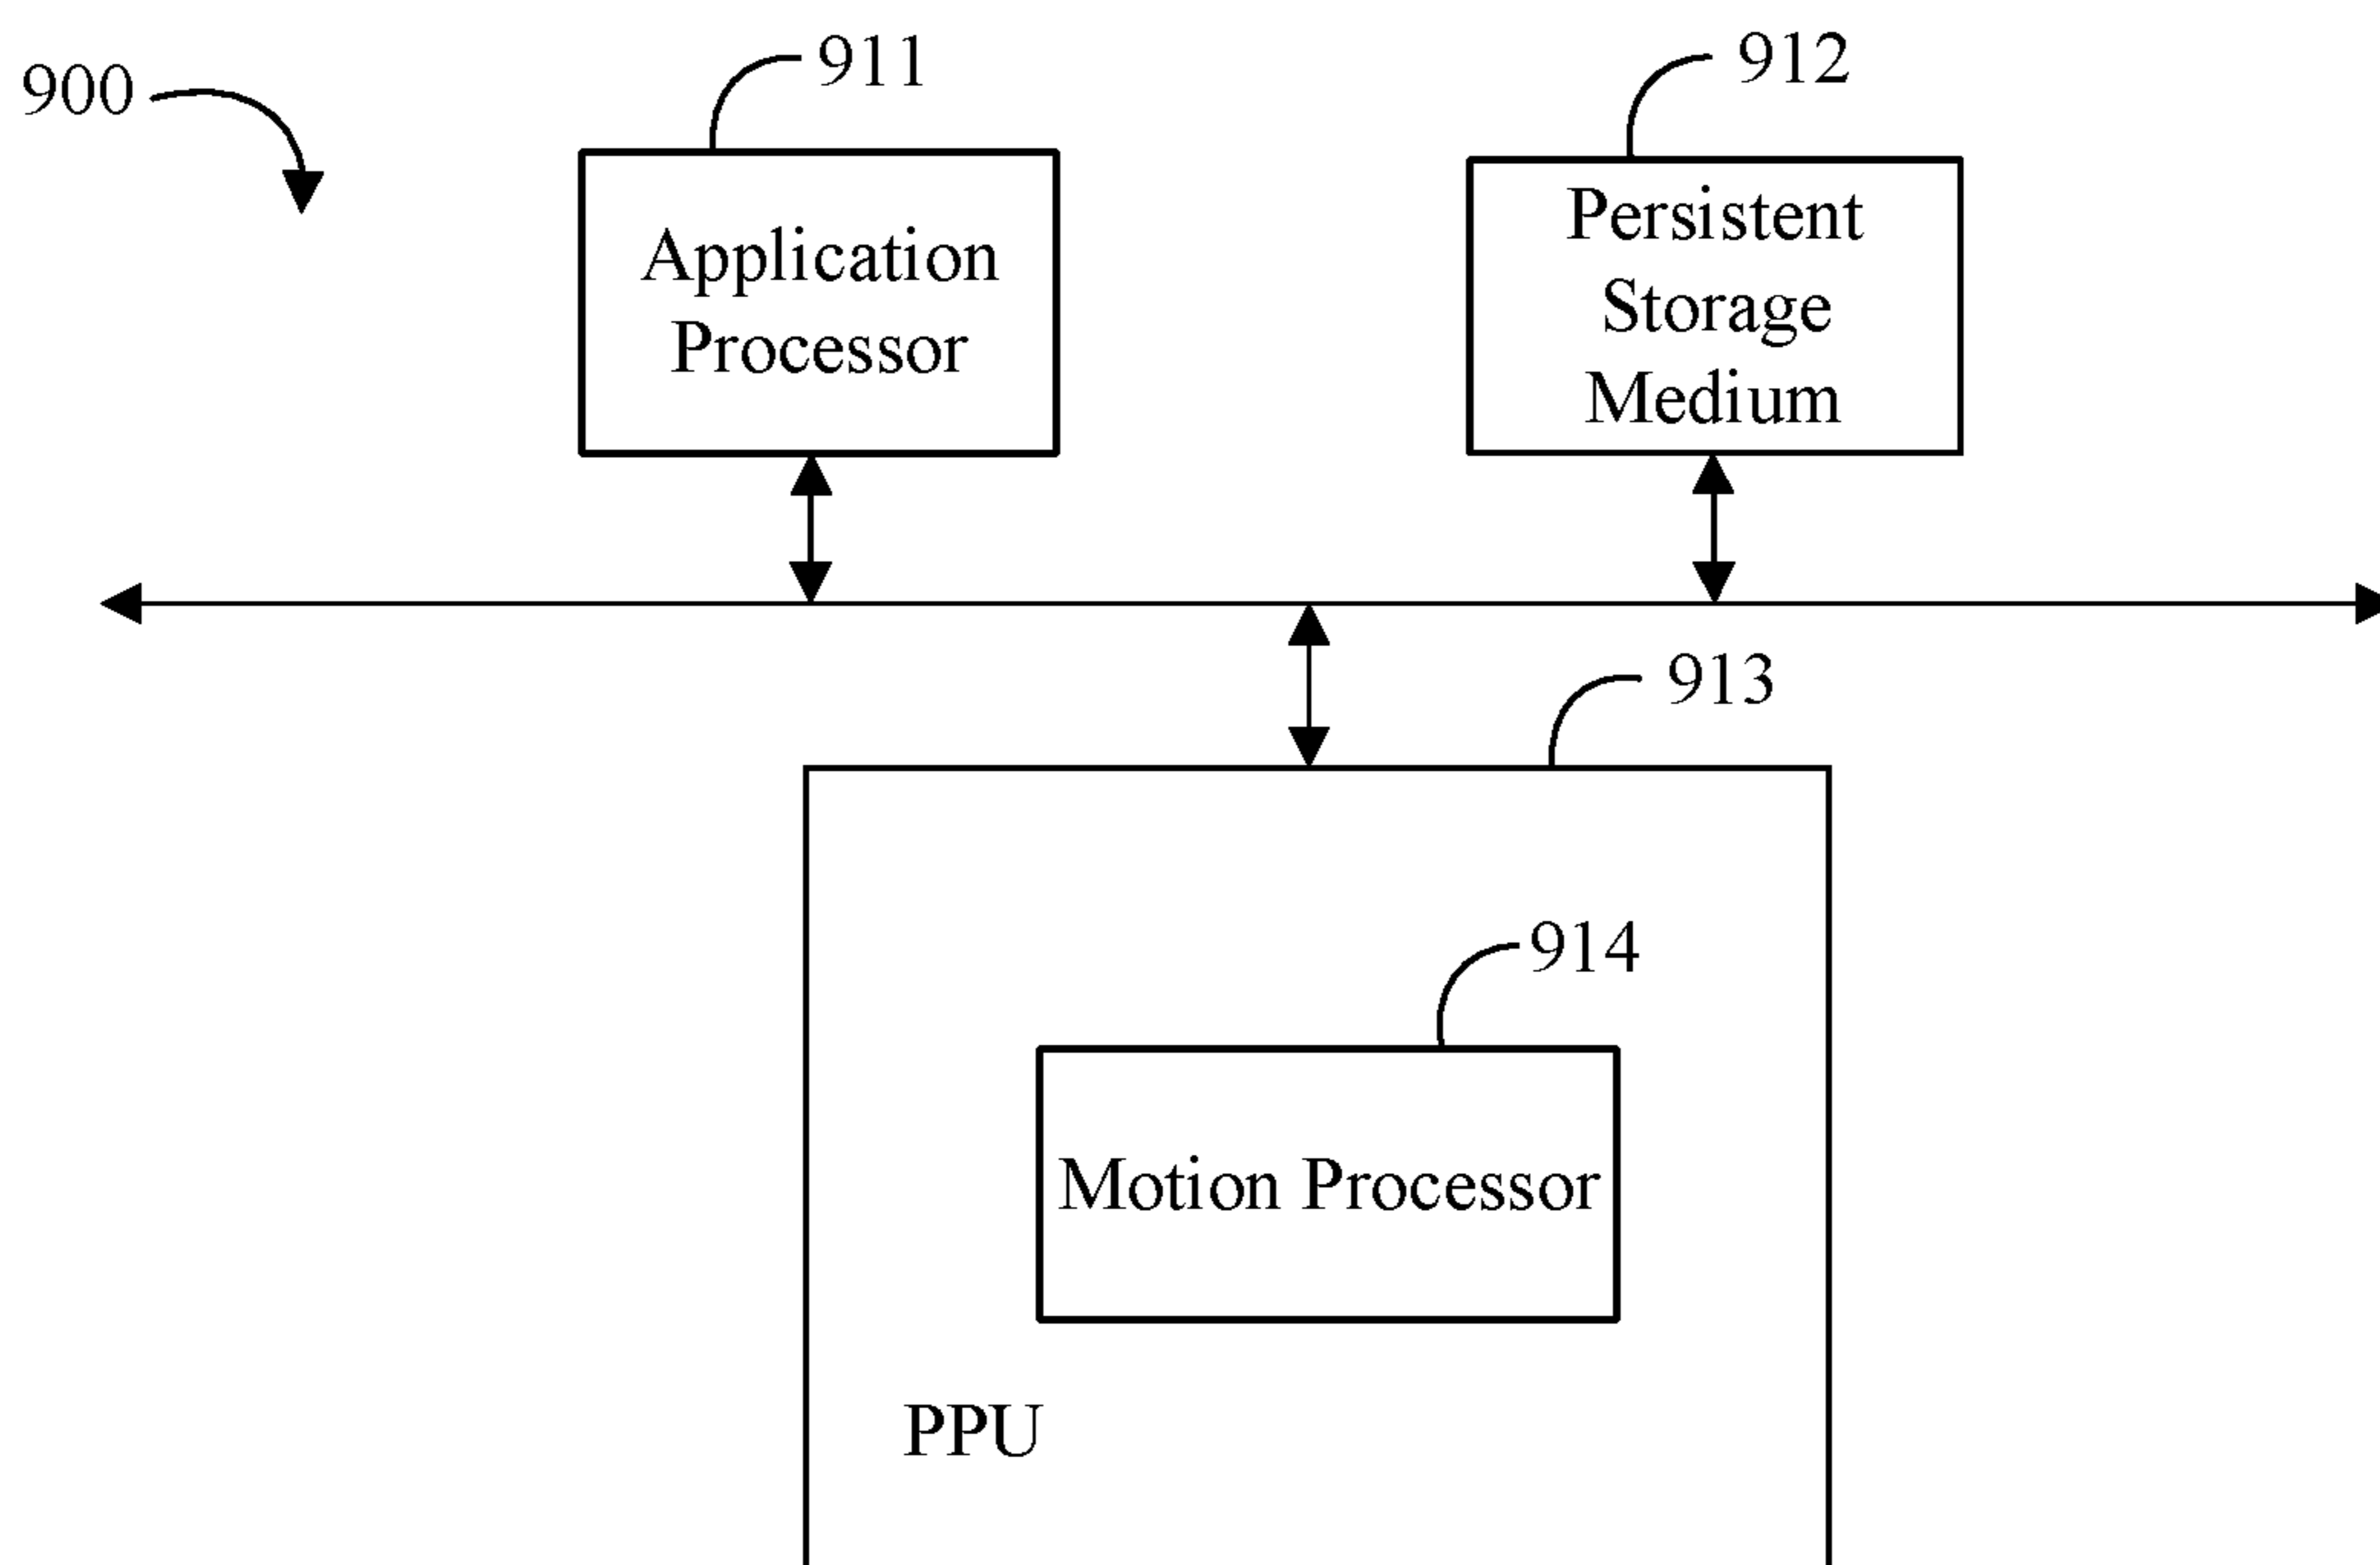 900
911
912
Application
Processor
Persistent
Storage
Medium
913
914
Motion Processor
PPU